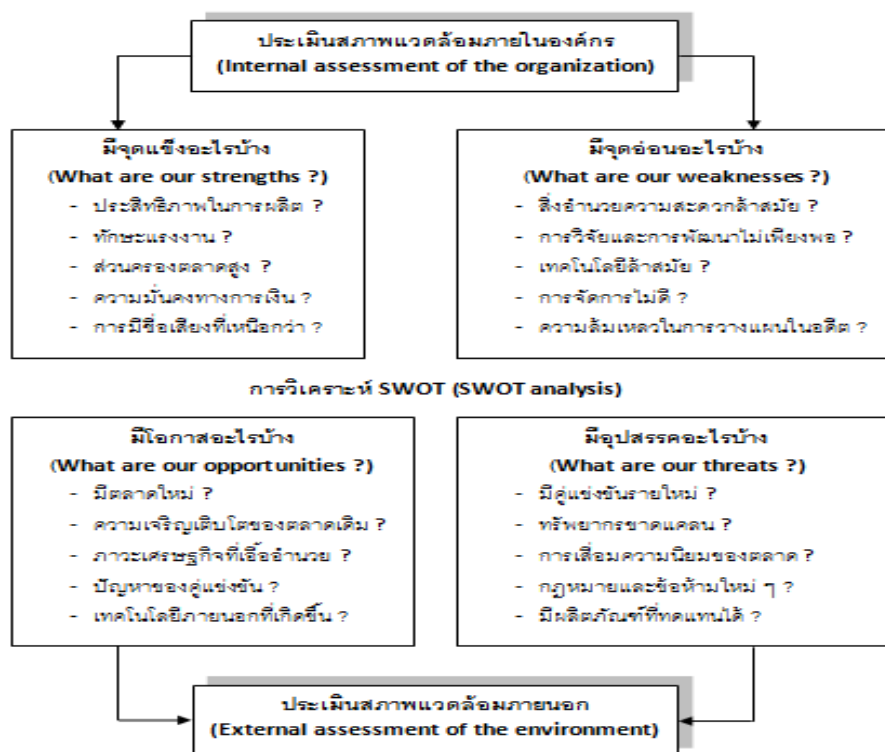 ประเมินสภาพแวดล้อมภายในองค์กร
(Internal assessment of the organization)
มีจุดแข็งอะไรบ้าง
(What are our strengths ?)
- ประสิทธิภาพในการผลิต ?
- ทักษะแรงงาน ?
- ส่วนครองตลาดสูง ?
- ความมั่นคงทางการเงิน ?
- การมีชื่อเสียงที่เหนือกว่า ?
มีจุดอ่อนอะไรบ้าง
(What are our weaknesses ?)
- สิ่งอำนวยความสะดวกล้าสมัย ?
- การวิจัยและการพัฒนาไม่เพียงพอ ?
- เทคโนโลยีล้าสมัย ?
- การจัดการไม่ดี ?
- ความล้มเหลวในการวางแผนในอดีต ?
การวิเคราะห์ SWOT (SWOT analysis)
มีโอกาสอะไรบ้าง
(What are our opportunities ?)
- มีตลาดใหม่ ?
- ความเจริญเติบโตของตลาดเดิม ?
- ภาวะเศรษฐกิจที่เอื้ออำนวย ?
- ปัญหาของคู่แข่งขัน ?
- เทคโนโลยีภายนอกที่เกิดขึ้น ?
มีอุปสรรคอะไรบ้าง
(What are our threats ?)
- มีคู่แข่งขันรายใหม่ ?
- ทรัพยากรขาดแคลน ?
- การเสื่อมความนิยมของตลาด ?
- กฎหมายและข้อห้ามใหม่ ๆ ?
- มีผลิตภัณฑ์ที่ทดแทนได้ ?
ประเมินสภาพแวดล้อมภายนอก
(External assessment of the environment)